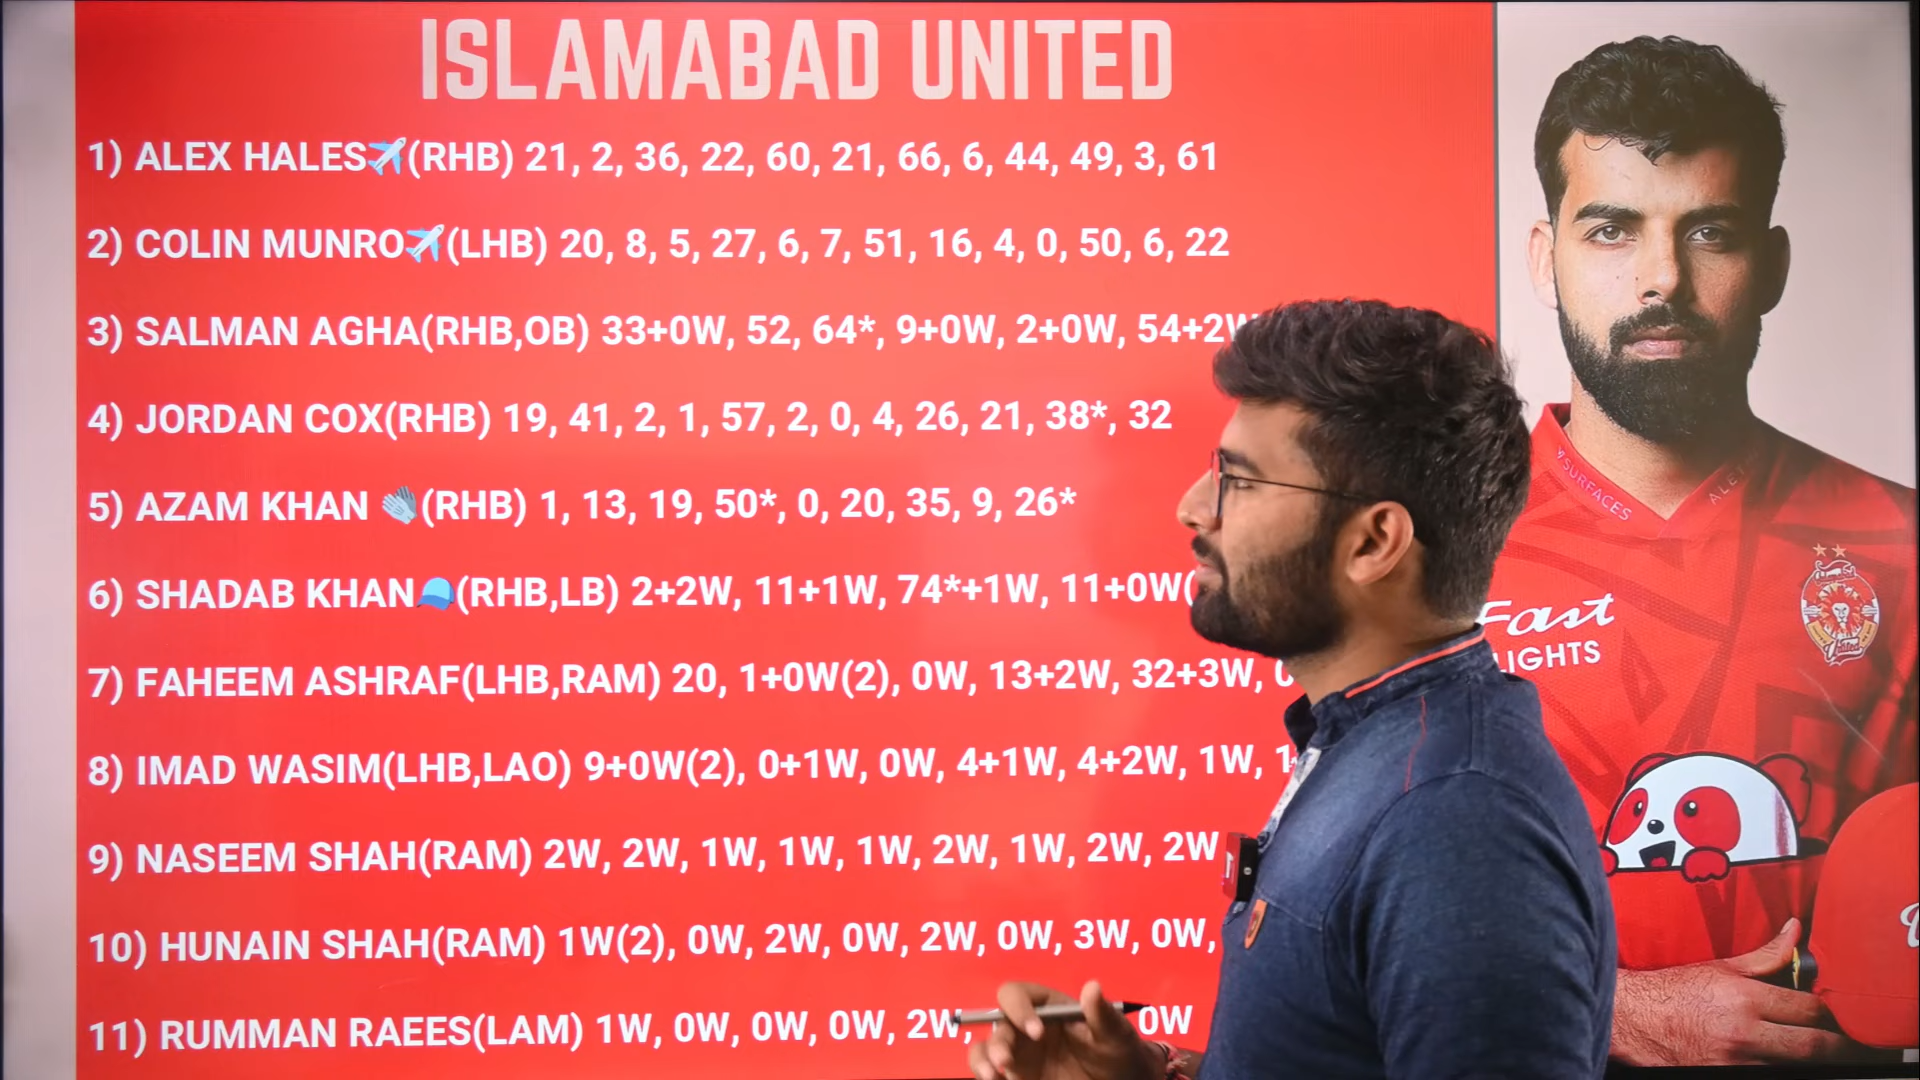 ISLAMABAD UNITED
1) ALEX HALES✈️(RHB) 21, 2, 36, 22, 60, 21, 66, 6, 44, 49, 3, 61
2) COLIN MUNRO✈️(LHB) 20, 8, 5, 27, 6, 7, 51, 16, 4, 0, 50, 6, 22
3) SALMAN AGHA(RHB,OB) 33+0W, 52, 64*, 9+0W, 2+0W, 54+2W
4) JORDAN COX(RHB) 19, 41, 2, 1, 57, 2, 0, 4, 26, 21, 38*, 32
5) AZAM KHAN 🧤(RHB) 1, 13, 19, 50*, 0, 20, 35, 9, 26*
6) SHADAB KHAN🧢(RHB,LB) 2+2W, 11+1W, 74*+1W, 11+0W(
7) FAHEEM ASHRAF(LHB,RAM) 20, 1+0W(2), 0W, 13+2W, 32+3W,
8) IMAD WASIM(LHB,LAO) 9+0W(2), 0+1W, 0W, 4+1W, 4+2W, 1W,
9) NASEEM SHAH(RAM) 2W, 2W, 1W, 1W, 1W, 2W, 1W, 2W, 2W
10) HUNAIN SHAH(RAM) 1W(2), 0W, 2W, 0W, 2W, 0W, 3W, 0W,
11) RUMMAN RAEES(LAM) 1W, 0W, 0W, 0W, 2W, 0W
SURFACES
ALE
Fast
LIGHTS
United